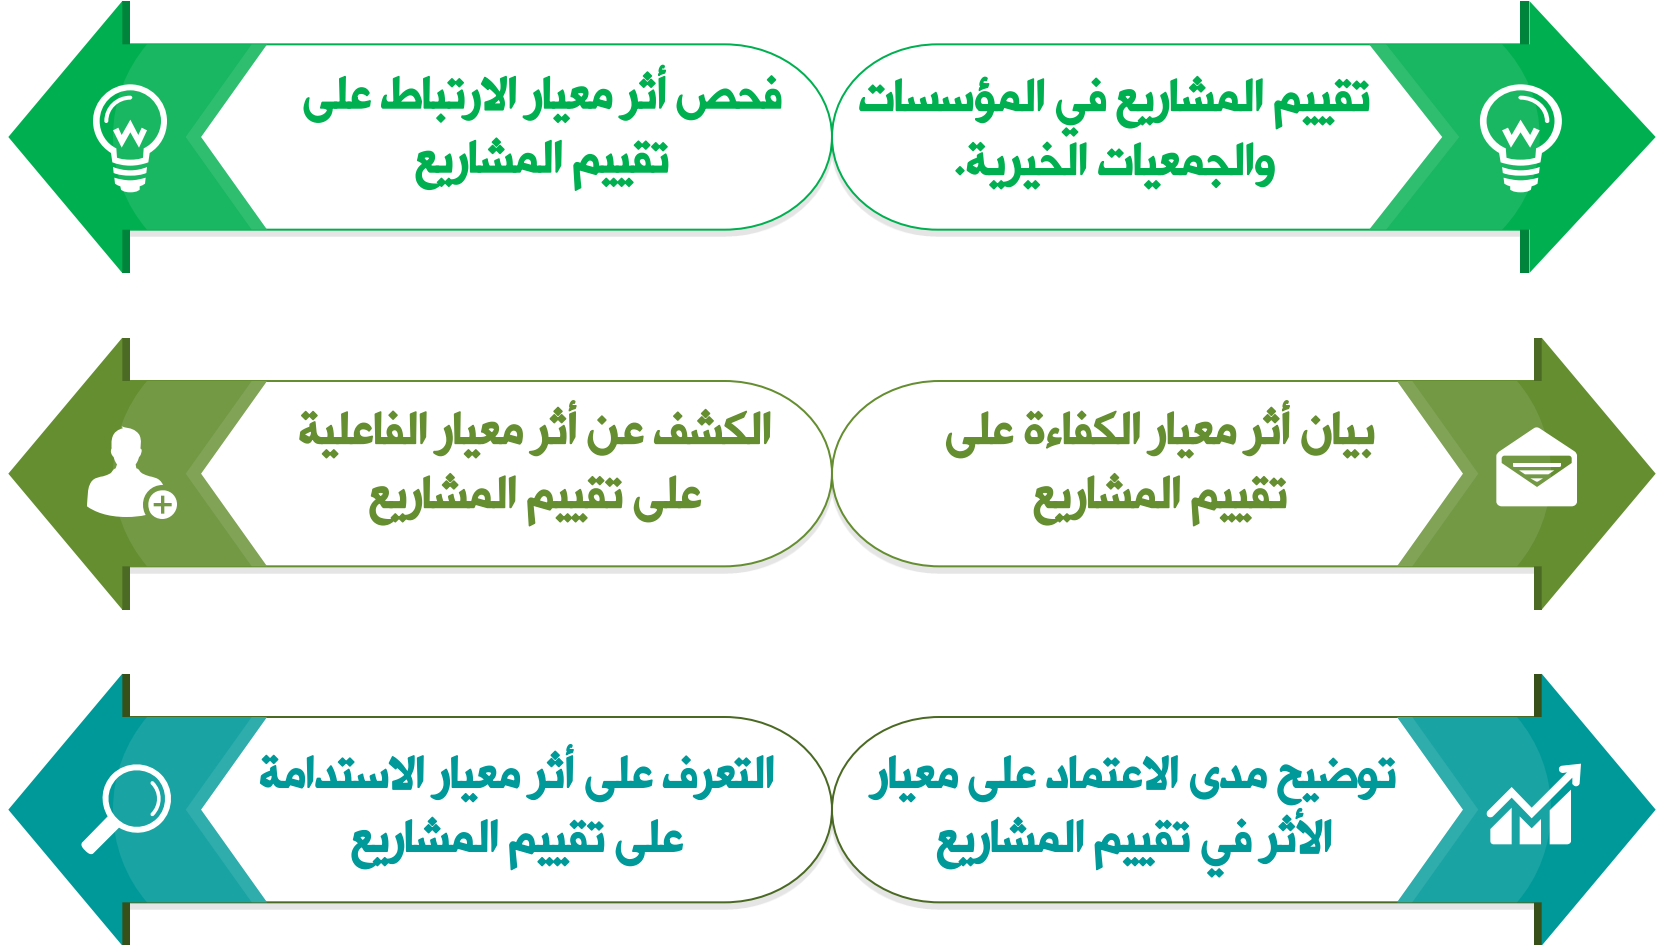 تقييم المشاريع في المؤسسات
والجمعيات الخيرية.
فحص أثر معيار الارتباط على
تقييم المشاريع
بيان أثر معيار الكفاءة على
تقييم المشاريع
الكشف عن أثر معيار الفاعلية
على تقييم المشاريع
توضيح مدى الاعتماد على معيار
الأثر في تقييم المشاريع
التعرف على أثر معيار الاستدامة
على تقييم المشاريع